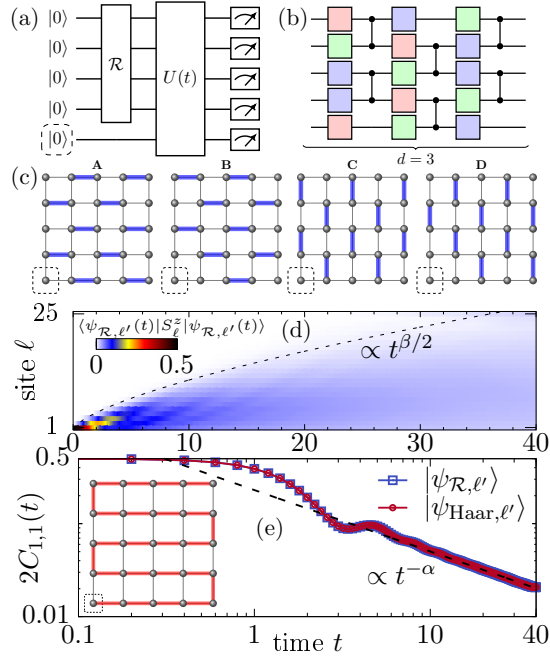 (a)
|0⟩
|0⟩
|0⟩
|0⟩
|0⟩
R
U(t)
(b)
d = 3
(c)
A
B
C
D
⟨ψ_{R,ℓ′}(t)|S^z_ℓ|ψ_{R,ℓ′}(t)⟩
0 0.5
(d)
∝ t^{β/2}
site ℓ
25
1
0 10 20 30 40
2C_{1,1}(t)
0.5
0.01
|ψ_{R,ℓ′}⟩
|ψ_{Haar,ℓ′}⟩
(e)
∝ t^{−α}
0.1 1 10 40
time t